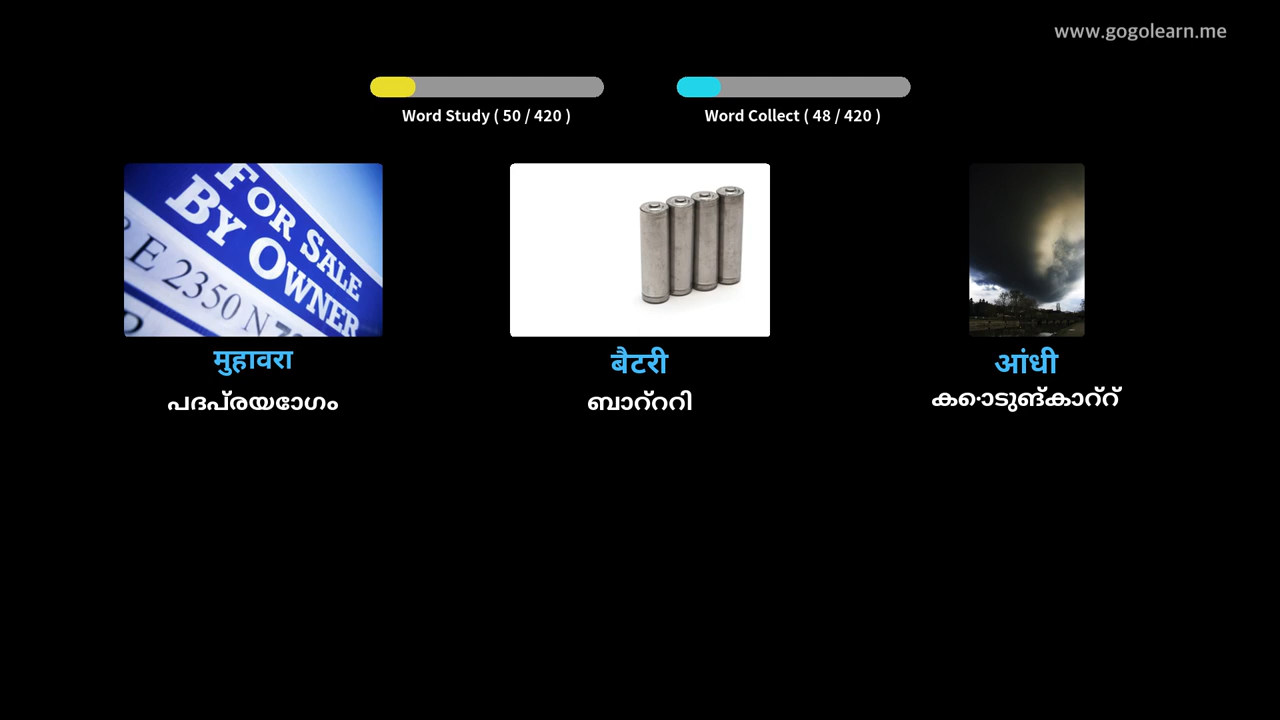 www.gogolearn.me
Word Study ( 50 / 420 )
Word Collect ( 48 / 420 )
FOR SALE
BY OWNER
E 2350 N
मुहावरा
बैटरी
आंधी
പദപ്രയോഗം
ബാറ്ററി
കൊടുങ്കാറ്റ്